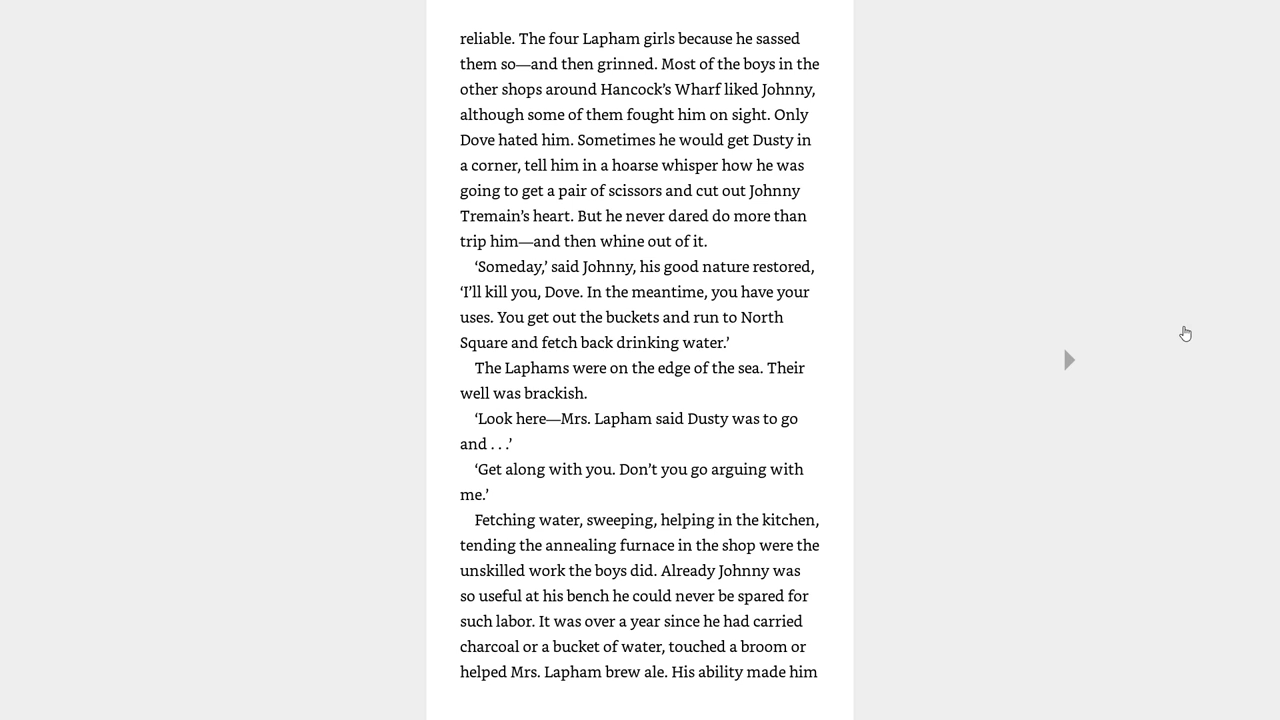 reliable. The four Lapham girls because he sassed
them so—and then grinned. Most of the boys in the
other shops around Hancock’s Wharf liked Johnny,
although some of them fought him on sight. Only
Dove hated him. Sometimes he would get Dusty in
a corner, tell him in a hoarse whisper how he was
going to get a pair of scissors and cut out Johnny
Tremain’s heart. But he never dared do more than
trip him—and then whine out of it.
‘Someday,’ said Johnny, his good nature restored,
‘I’ll kill you, Dove. In the meantime, you have your
uses. You get out the buckets and run to North
Square and fetch back drinking water.’
The Laphams were on the edge of the sea. Their
well was brackish.
‘Look here—Mrs. Lapham said Dusty was to go
and . . .’
‘Get along with you. Don’t you go arguing with
me.’
Fetching water, sweeping, helping in the kitchen,
tending the annealing furnace in the shop were the
unskilled work the boys did. Already Johnny was
so useful at his bench he could never be spared for
such labor. It was over a year since he had carried
charcoal or a bucket of water, touched a broom or
helped Mrs. Lapham brew ale. His ability made him